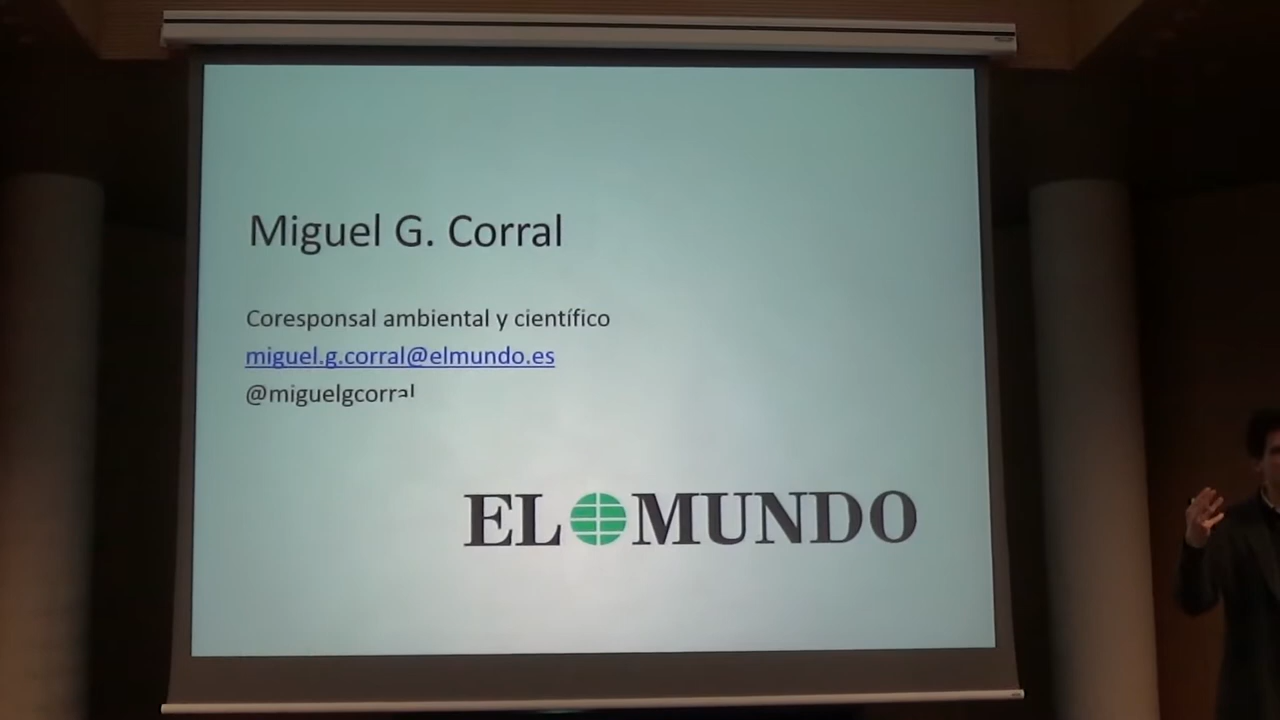 Miguel G. Corral
Coresponsal ambiental y científico
miguel.g.corral@elmundo.es
@miguelgcorral
EL MUNDO